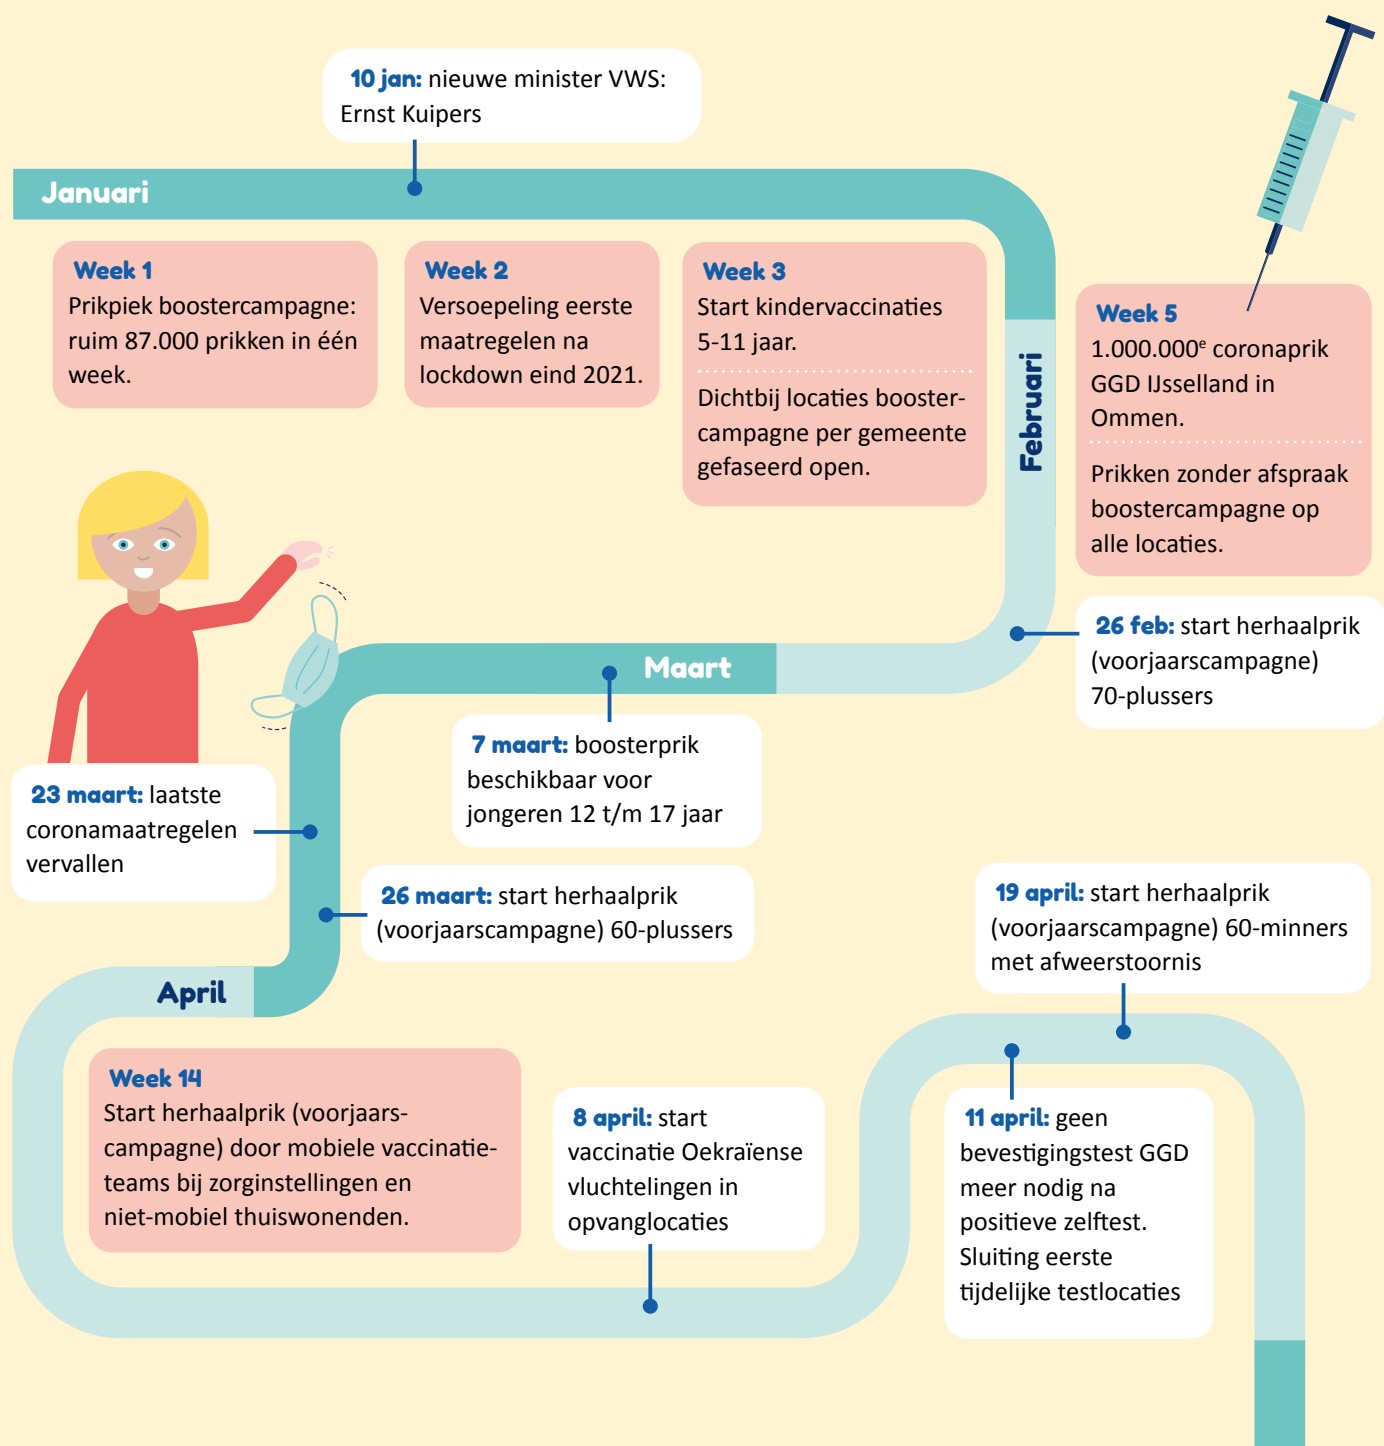 10 jan: nieuwe minister VWS:
Ernst Kuipers
Januari
Week 1
Prikpiek boostercampagne:
ruim 87.000 prikken in één
week.
Week 2
Versoepeling eerste
maatregelen na
lockdown eind 2021.
Week 3
Start kindervaccinaties
5-11 jaar.
Dichtbij locaties booster-
campagne per gemeente
gefaseerd open.
Februari
Week 5
1.000.000e coronaprik
GGD IJsselland in
Ommen.
Prikken zonder afspraak
boostercampagne op
alle locaties.
26 feb: start herhaalprik
(voorjaarscampagne)
70-plussers
Maart
7 maart: boosterprik
beschikbaar voor
jongeren 12 t/m 17 jaar
23 maart: laatste
coronamaatregelen
vervallen
26 maart: start herhaalprik
(voorjaarscampagne) 60-plussers
April
Week 14
Start herhaalprik (voorjaars-
campagne) door mobiele vaccinatie-
teams bij zorginstellingen en
niet-mobiel thuiswonenden.
8 april: start
vaccinatie Oekraïense
vluchtelingen in
opvanglocaties
11 april: geen
bevestigingstest GGD
meer nodig na
positieve zelftest.
Sluiting eerste
tijdelijke testlocaties
19 april: start herhaalprik
(voorjaarscampagne) 60-minners
met afweerstoornis